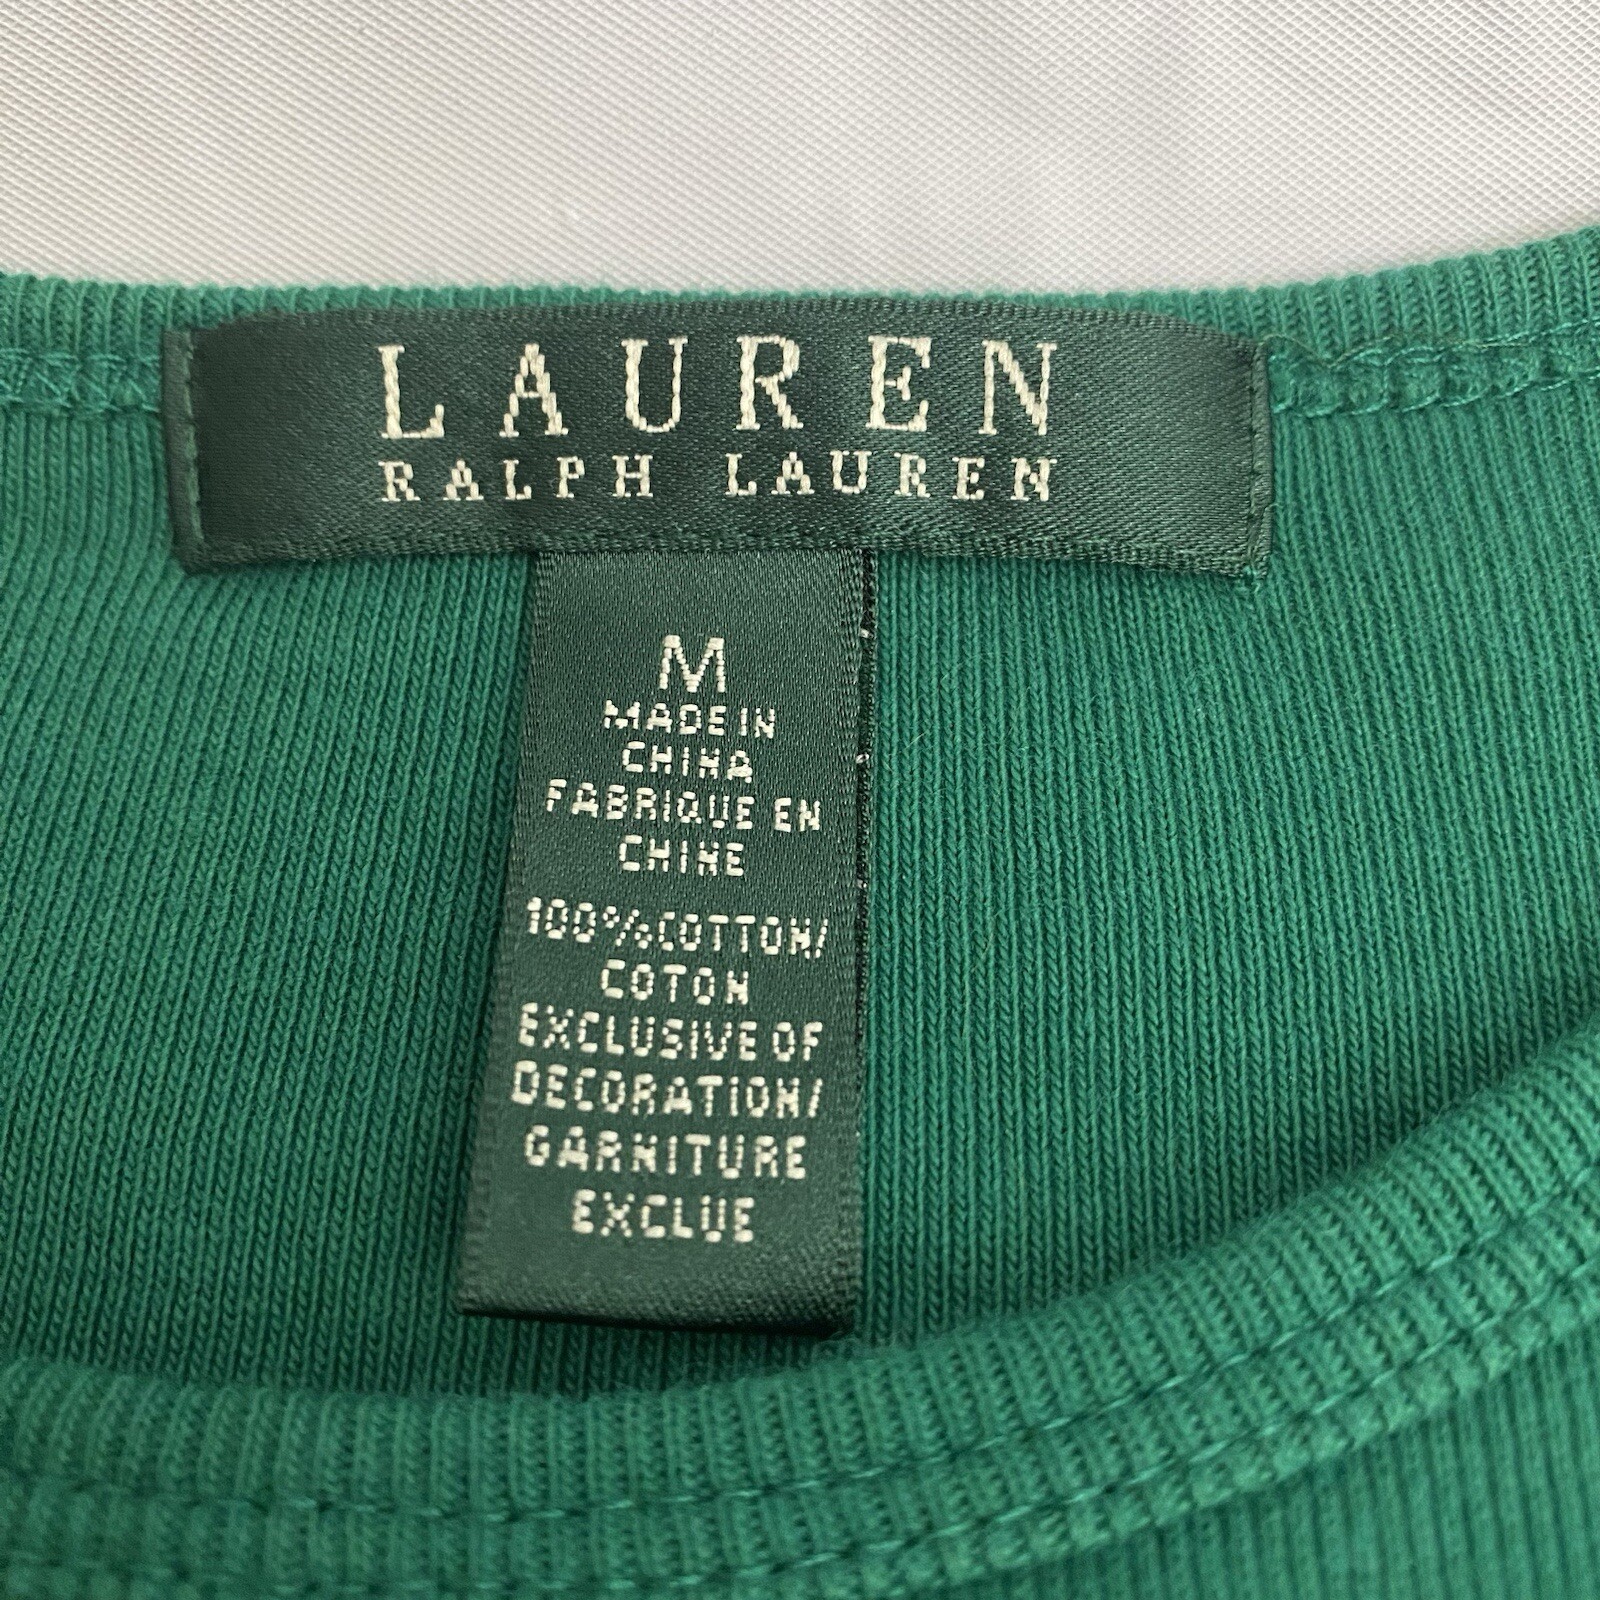 LAUREN
RALPH LAUREN
M
MADE IN
CHINA
FABRIQUE EN
CHINE
100%COTTON/
COTON
EXCLUSIVE OF
DECORATION/
GARNITURE
EXCLUE